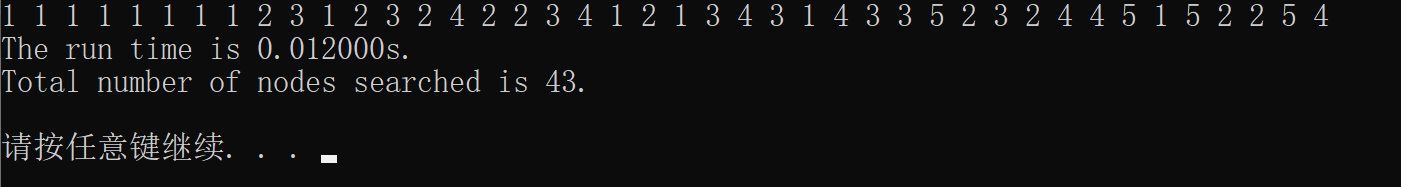 1 1 1 1 1 1 1 1 2 3 1 2 3 2 4 2 2 3 4 1 2 1 3 4 3 1 4 3 3 5 2 3 2 4 4 5 1 5 2 2 5 4
The run time is 0.012000s.
Total number of nodes searched is 43.
请按任意键继续. . .